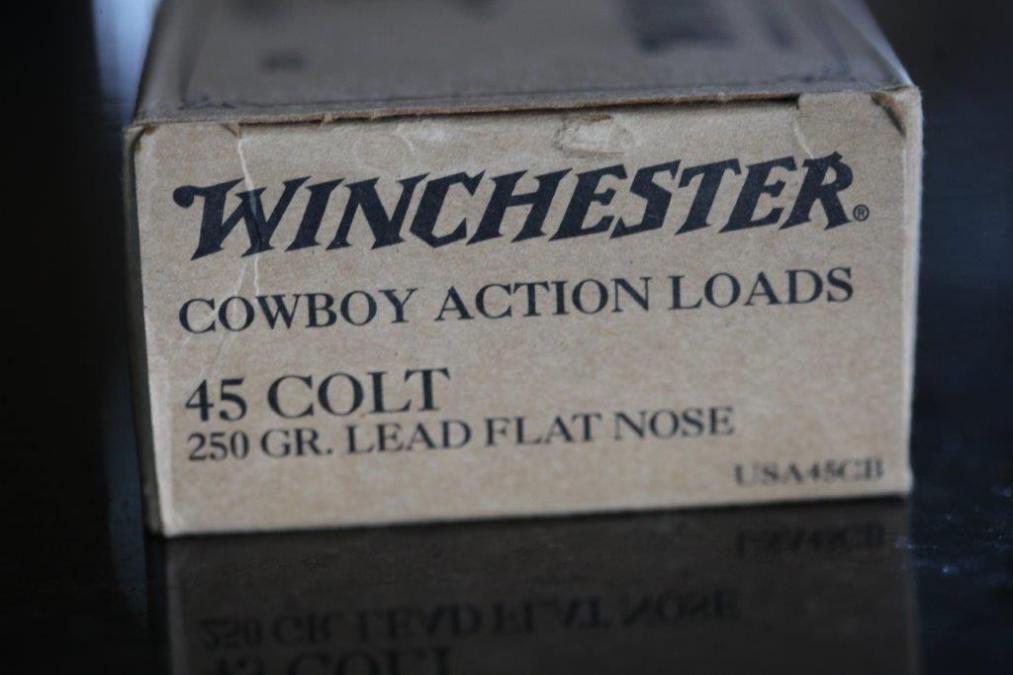 WINCHESTER®
COWBOY ACTION LOADS
45 COLT
250 GR. LEAD FLAT NOSE
USA45CB